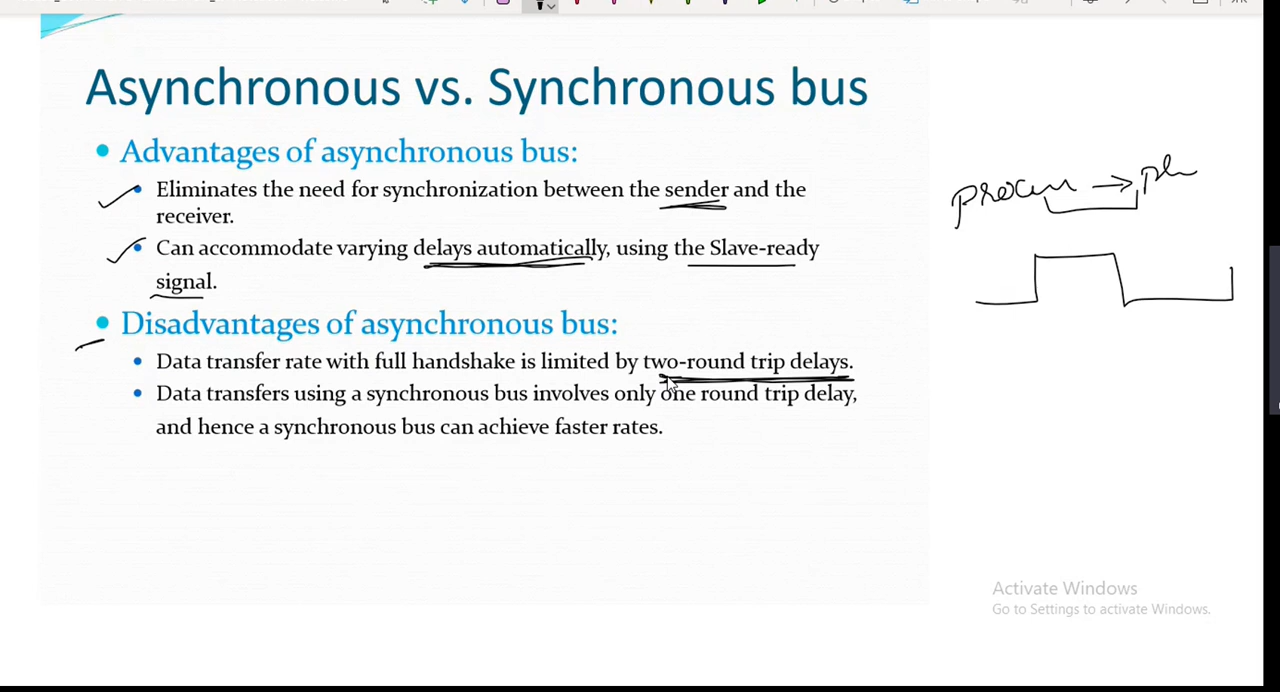 Asynchronous vs. Synchronous bus
Advantages of asynchronous bus:
Eliminates the need for synchronization between the sender and the
receiver.
Can accommodate varying delays automatically, using the Slave-ready
signal.
Disadvantages of asynchronous bus:
Data transfer rate with full handshake is limited by two-round trip delays.
Data transfers using a synchronous bus involves only one round trip delay,
and hence a synchronous bus can achieve faster rates.
Activate Windows
Go to Settings to activate Windows.